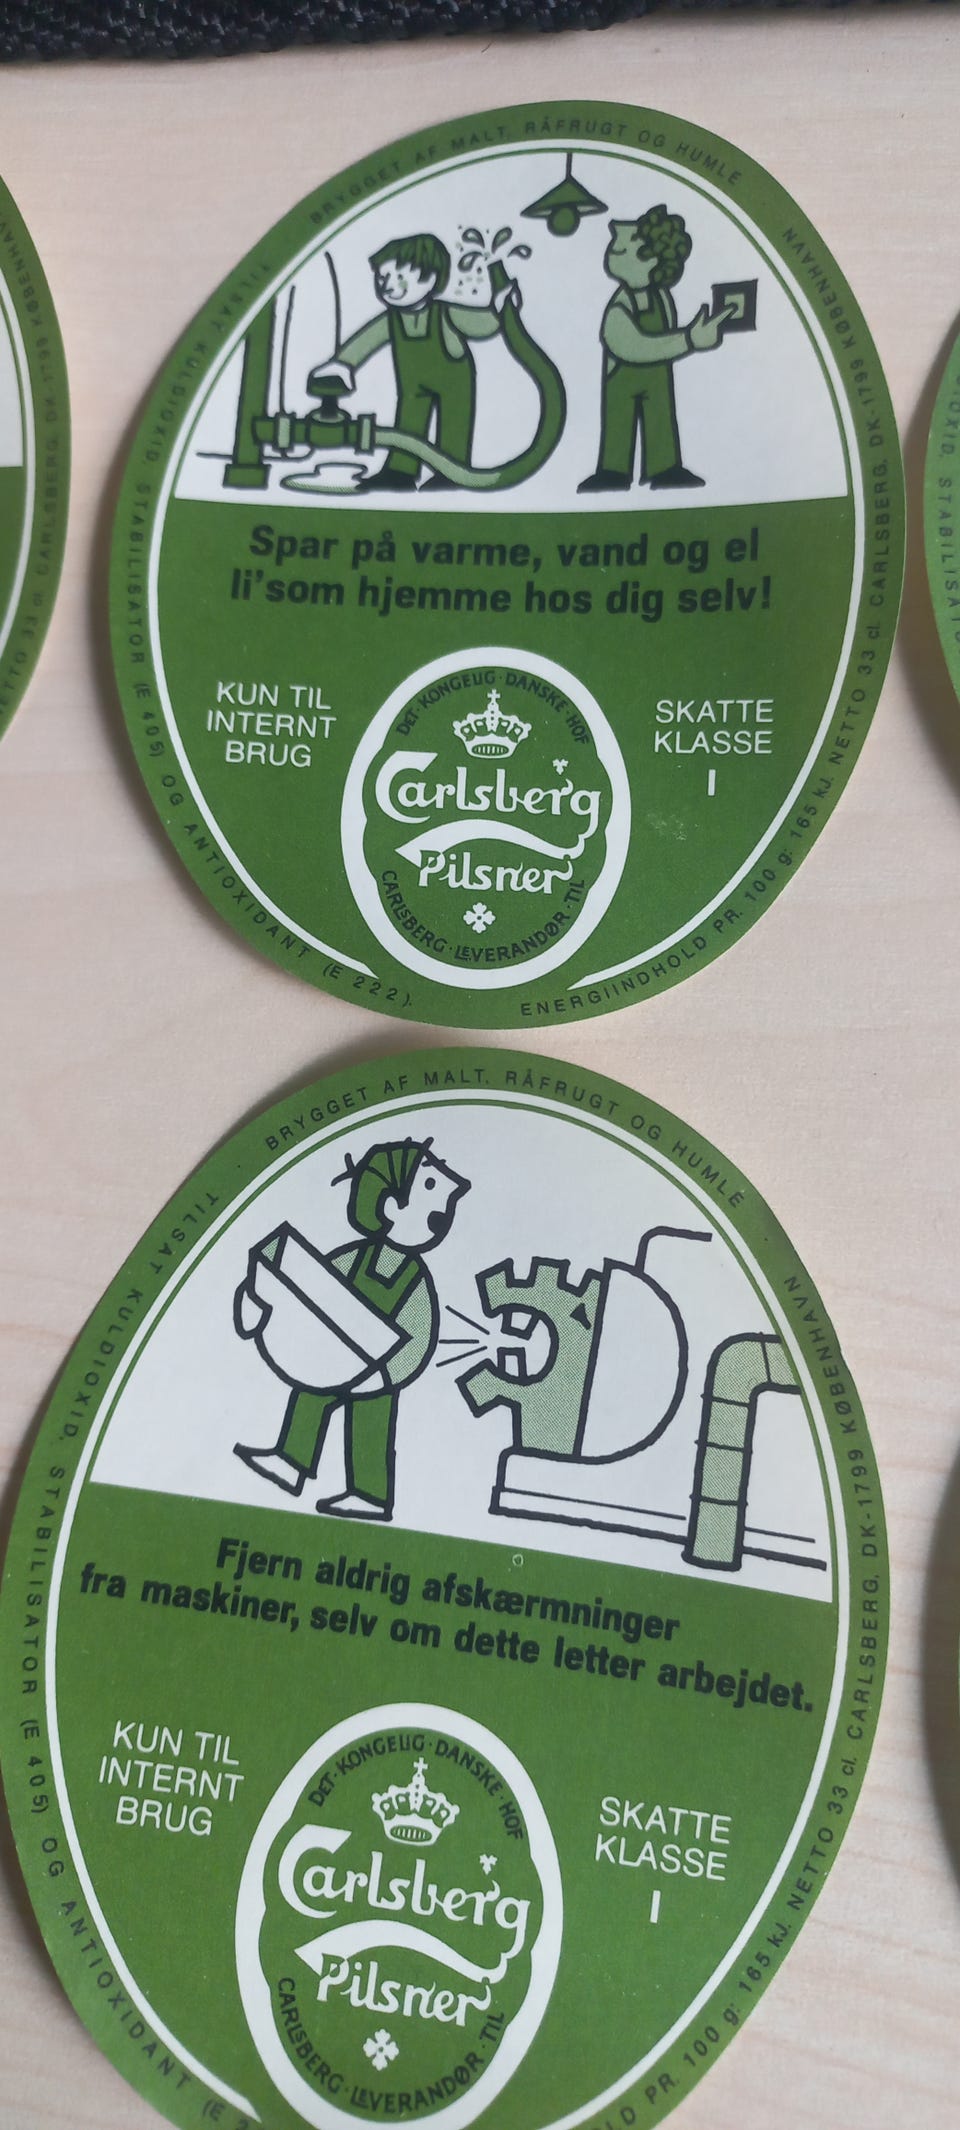 BRYGGET AF MALT, RÅFRUGT OG HUMLE
TILSAT KULDIOXID, STABILISATOR (E 405) OG ANTIOXIDANT (E 222).
Spar på varme, vand og el
li'som hjemme hos dig selv!
KUN TIL
INTERNT
BRUG
DET · KONGELIG · DANSKE · HOF
Carlsberg
Pilsner
CARLSBERG · LEVERANDØR · TIL
SKATTE
KLASSE
I
ENERGIINDHOLD PR. 100 g: 165 kJ. NETTO 33 cl. CARLSBERG, DK-1799 KØBENHAVN
BRYGGET AF MALT, RÅFRUGT OG HUMLE
TILSAT KULDIOXID, STABILISATOR (E 405) OG ANTIOXIDANT (E 2
Fjern aldrig afskærmninger
fra maskiner, selv om dette letter arbejdet.
KUN TIL
INTERNT
BRUG
DET · KONGELIG · DANSKE · HOF
Carlsberg
Pilsner
CARLSBERG · LEVERANDØR · TIL
SKATTE
KLASSE
I
LD PR. 100 g: 165 kJ. NETTO 33 cl. CARLSBERG, DK-1799 KØBENHAVN